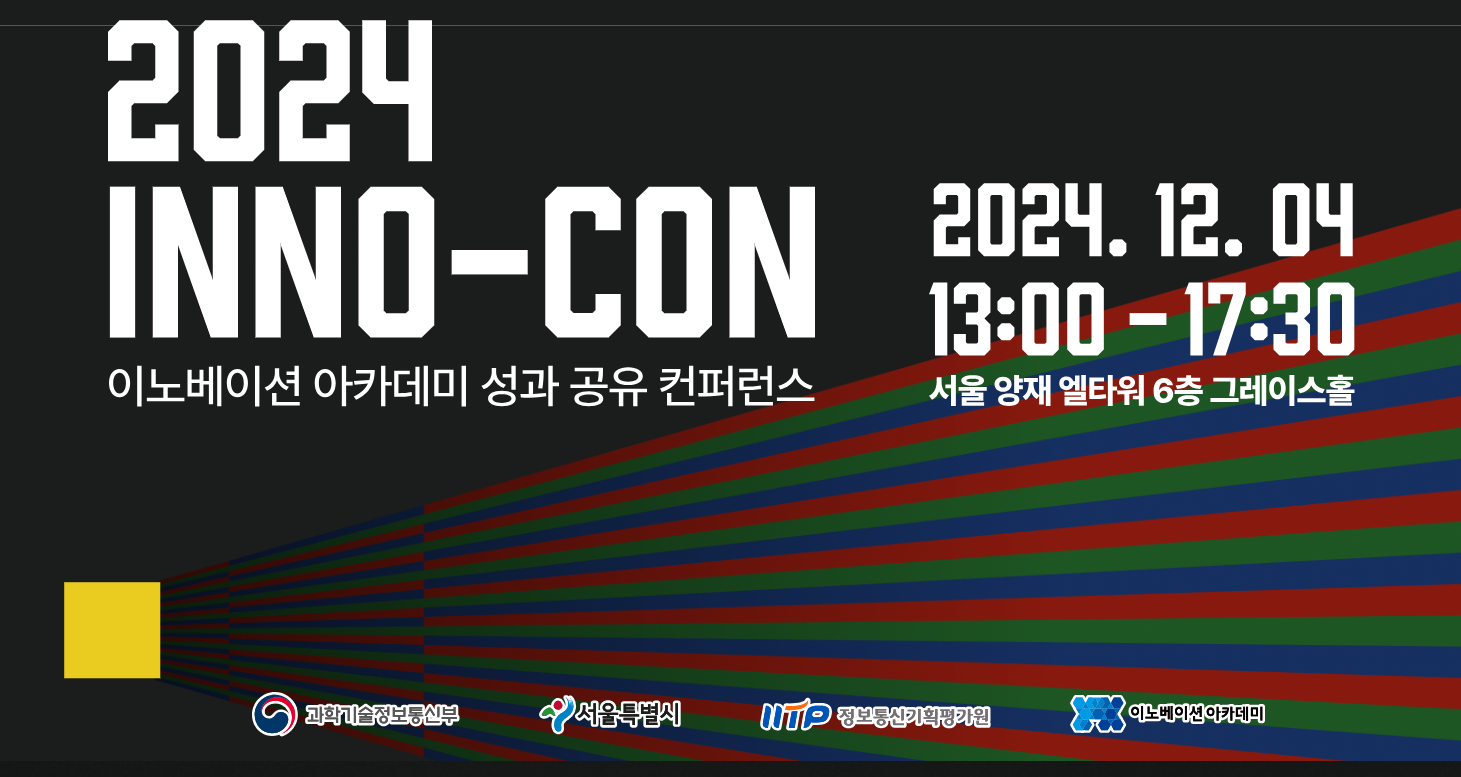 2024
INNO-CON
이노베이션 아카데미 성과 공유 컨퍼런스
2024. 12. 04
13:00 - 17:30
서울 양재 엘타워 6층 그레이스홀
과학기술정보통신부
서울특별시
IITP 정보통신기획평가원
이노베이션 아카데미